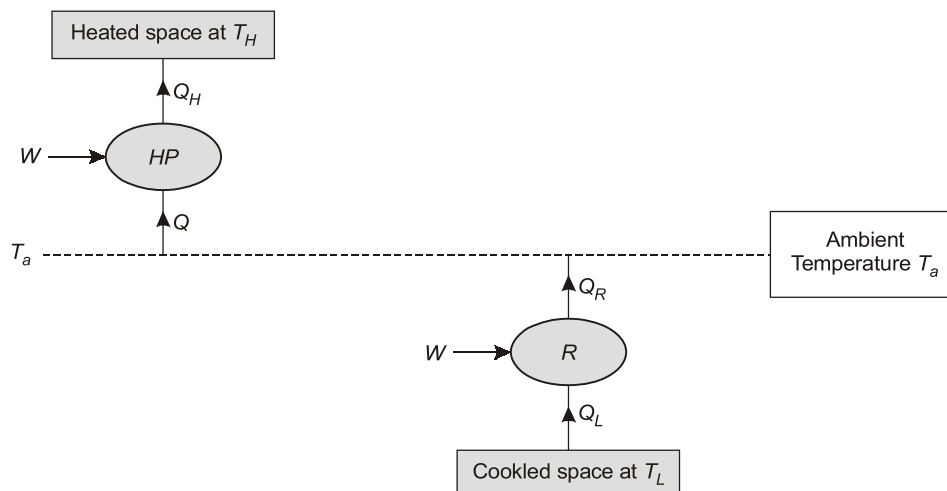 Heated space at T_H
Q_H
W
HP
Q
T_a
Ambient
Temperature T_a
Q_R
W
R
Q_L
Cookled space at T_L